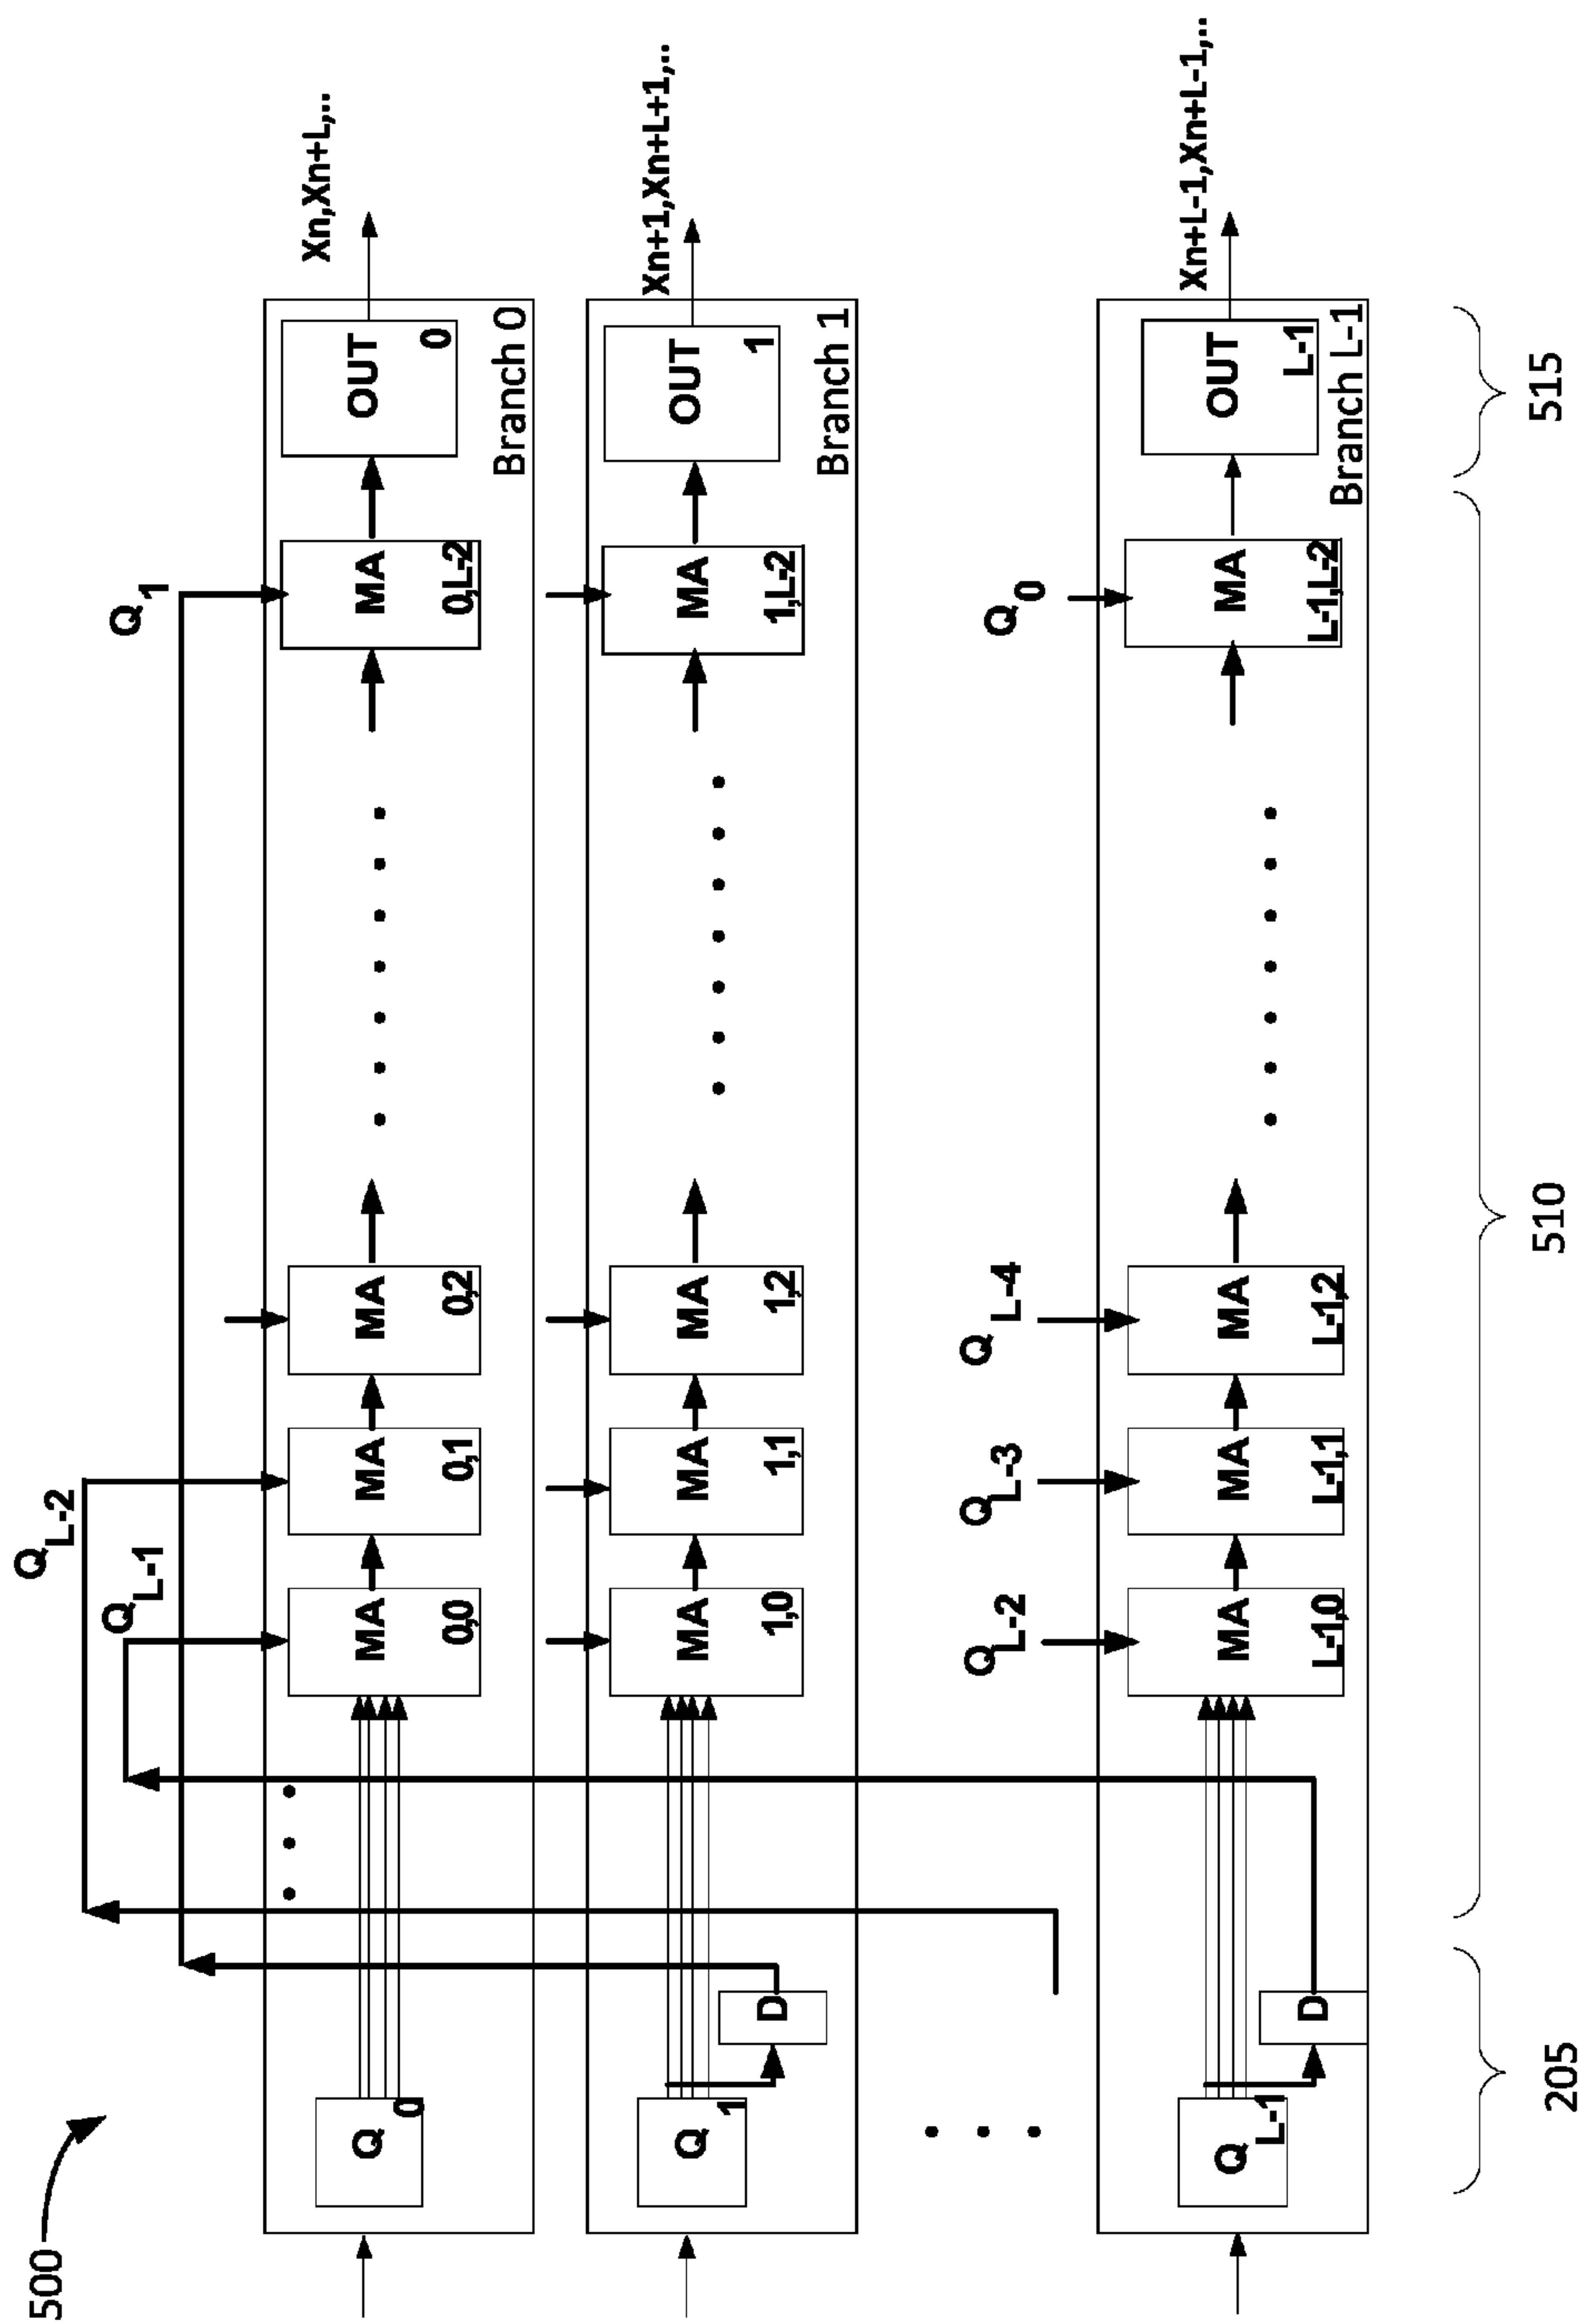 500
Q L-2
Q L-1
Q 1
Q 0
MA 0,0
MA 0,1
MA 0,2
MA 0,L-2
OUT 0
Xn,Xn+L,..
Branch 0
Q 1
D
MA 1,0
MA 1,1
MA 1,2
MA 1,L-2
OUT 1
Xn+1,Xn+L+1,..
Branch 1
Q L-2
Q L-3
Q L-4
Q 0
Q L-1
D
MA L-1,0
MA L-1,1
MA L-1,2
MA L-1,L-2
OUT L-1
Xn+L-1,Xn+L-1,..
Branch L-1
205
510
515